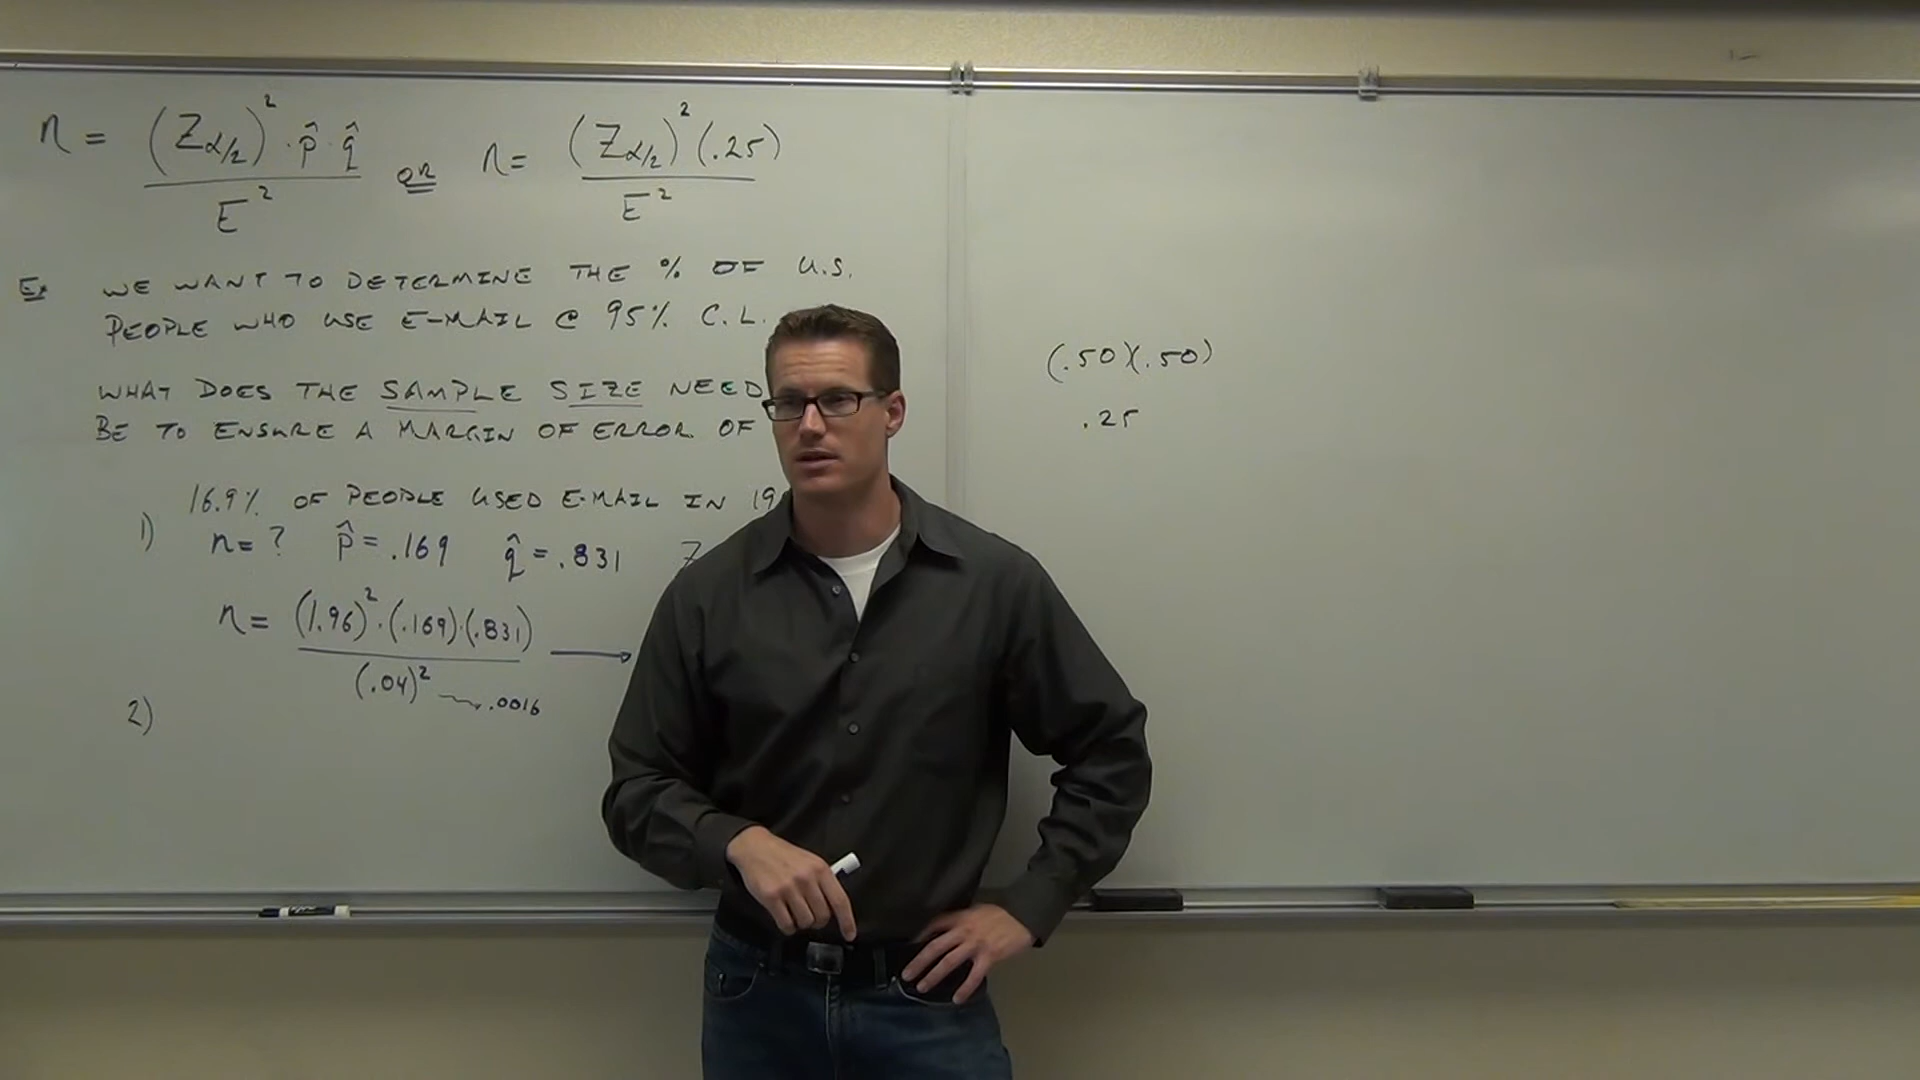 n = (Zα/2)² · p̂ · q̂ / E² OR n = (Zα/2)² (.25) / E²
Ex WE WANT TO DETERMINE THE % OF U.S.
PEOPLE WHO USE E-MAIL @ 95% C.L.
WHAT DOES THE SAMPLE SIZE NEED
BE TO ENSURE A MARGIN OF ERROR OF
16.9% OF PEOPLE USED E-MAIL IN 19
1) n = ? p̂ = .169 q̂ = .831 Z
n = (1.96)² · (.169) · (.831) / (.04)² → .0016
2)
(.50)(.50)
.25